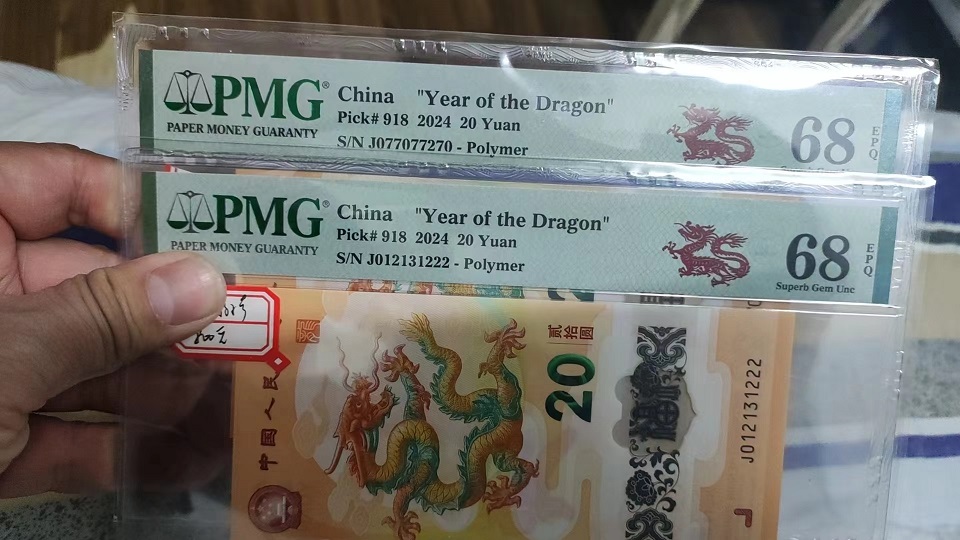 PMG®
PAPER MONEY GUARANTY
China "Year of the Dragon"
Pick# 918 2024 20 Yuan
S/N J077077270 - Polymer
68
EPQ
PMG®
PAPER MONEY GUARANTY
China "Year of the Dragon"
Pick# 918 2024 20 Yuan
S/N J012131222 - Polymer
68
EPQ
Superb Gem Unc
中国人民
贰拾圆
20
J012131222